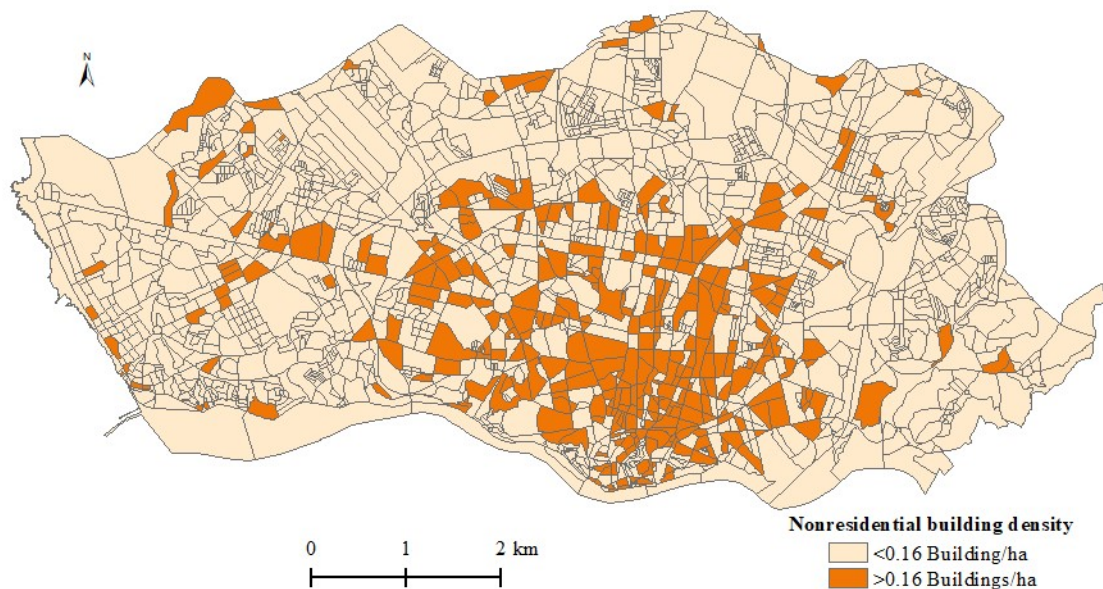 N
0 1 2 km
Nonresidential building density
<0.16 Building/ha
>0.16 Buildings/ha